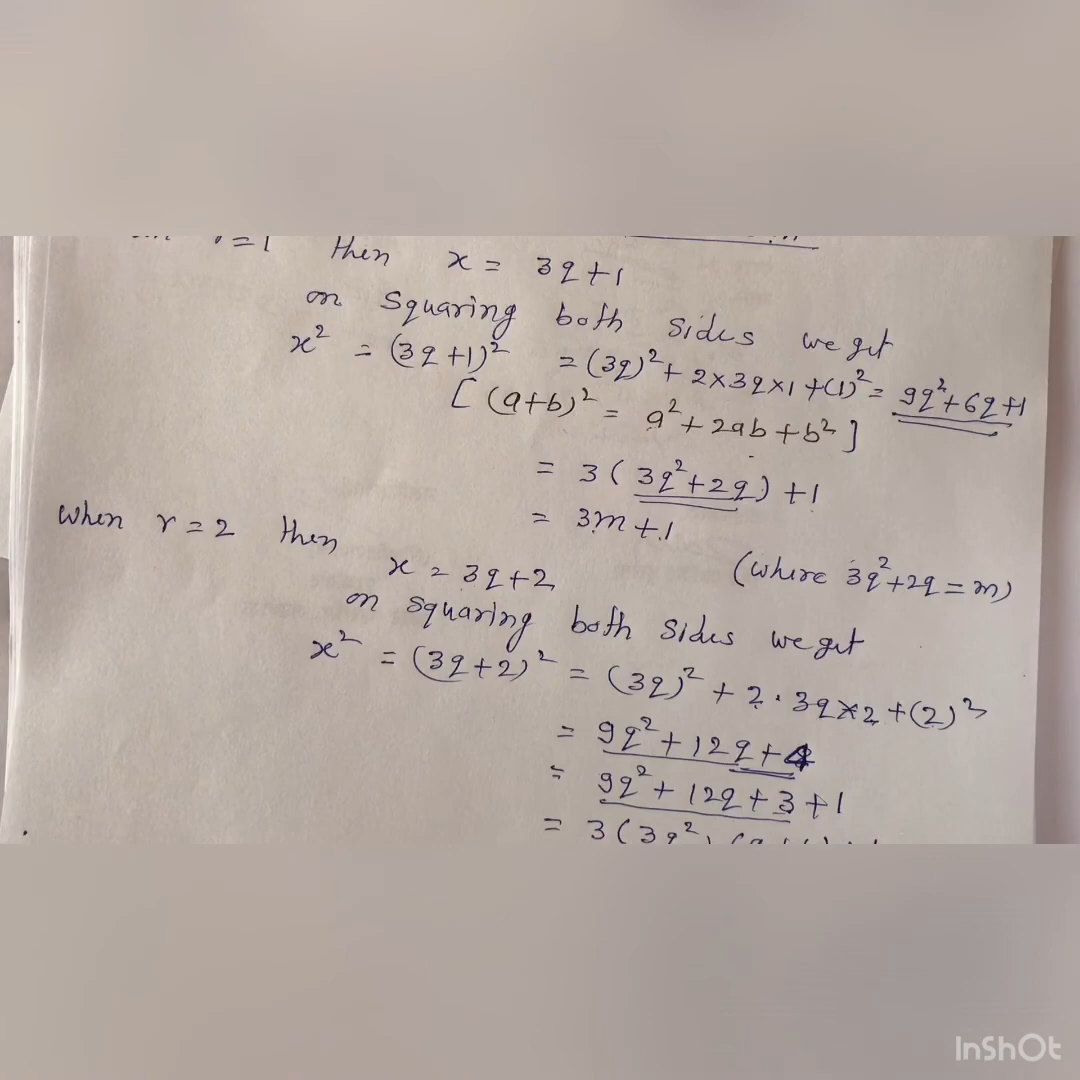 r=1 then x = 3q+1
on squaring both sides we get
x² = (3q+1)² = (3q)²+ 2×3q×1 +(1)² = 9q²+6q+1
[ (a+b)² = a²+2ab+b² ]
= 3 ( 3q²+2q) +1
= 3m+1
(where 3q²+2q = m)
when r=2 then
x = 3q+2
on squaring both sides we get
x² = (3q+2)² = (3q)² + 2·3q×2 +(2)²
= 9q²+12q+4
= 9q²+12q+3+1
= 3(3q²
InShOt